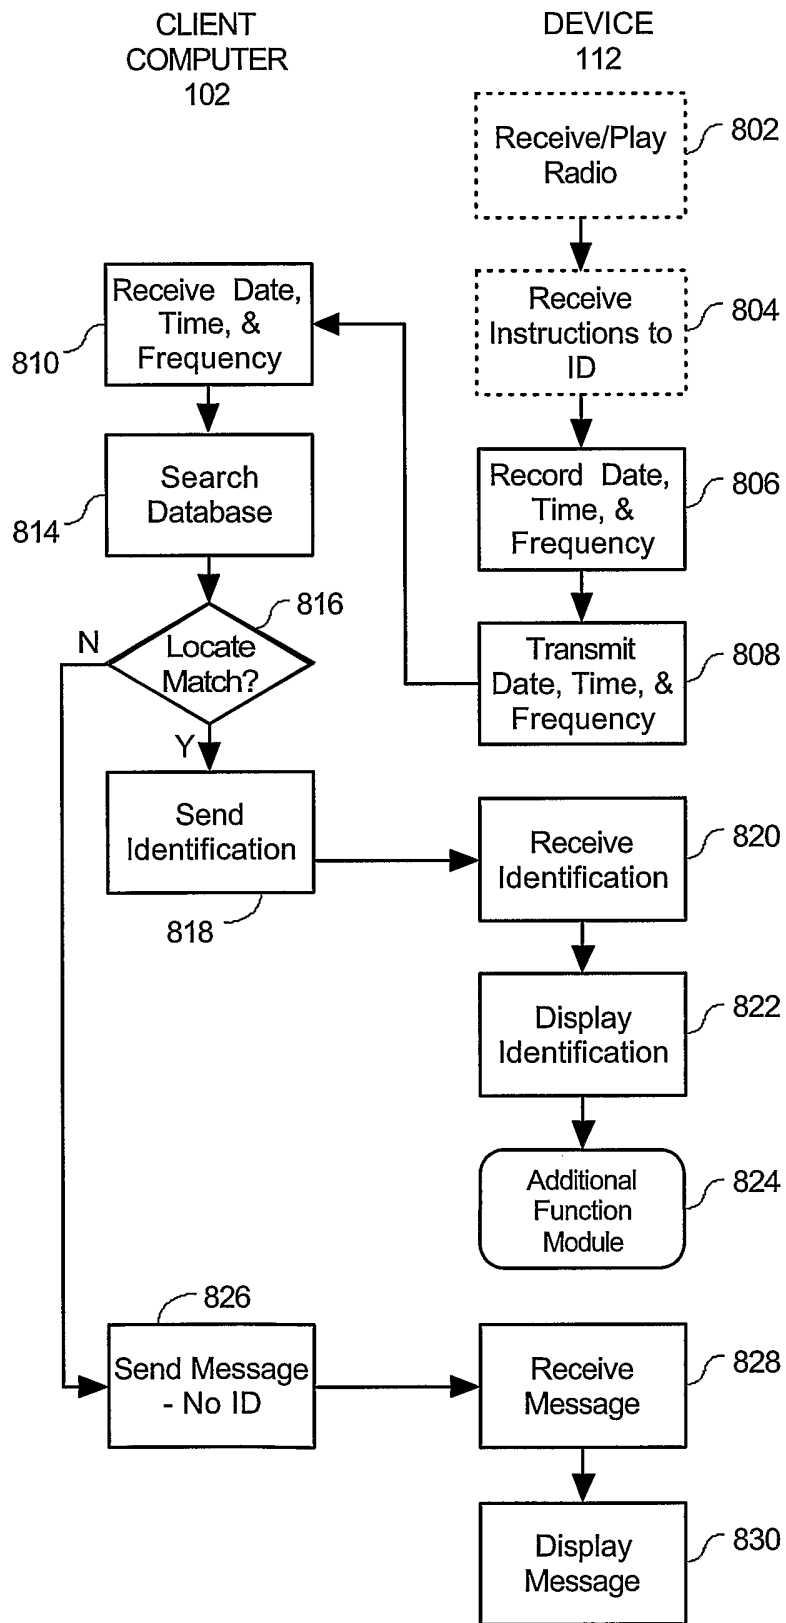 CLIENT
COMPUTER
102
DEVICE
112
Receive/Play
Radio
802
Receive
Instructions to
ID
804
Receive Date,
Time, &
Frequency
810
Record Date,
Time, &
Frequency
806
Search
Database
814
Locate
Match?
816
N
Y
Transmit
Date, Time, &
Frequency
808
Send
Identification
818
Receive
Identification
820
Display
Identification
822
Additional
Function
Module
824
826
Send Message
- No ID
Receive
Message
828
Display
Message
830